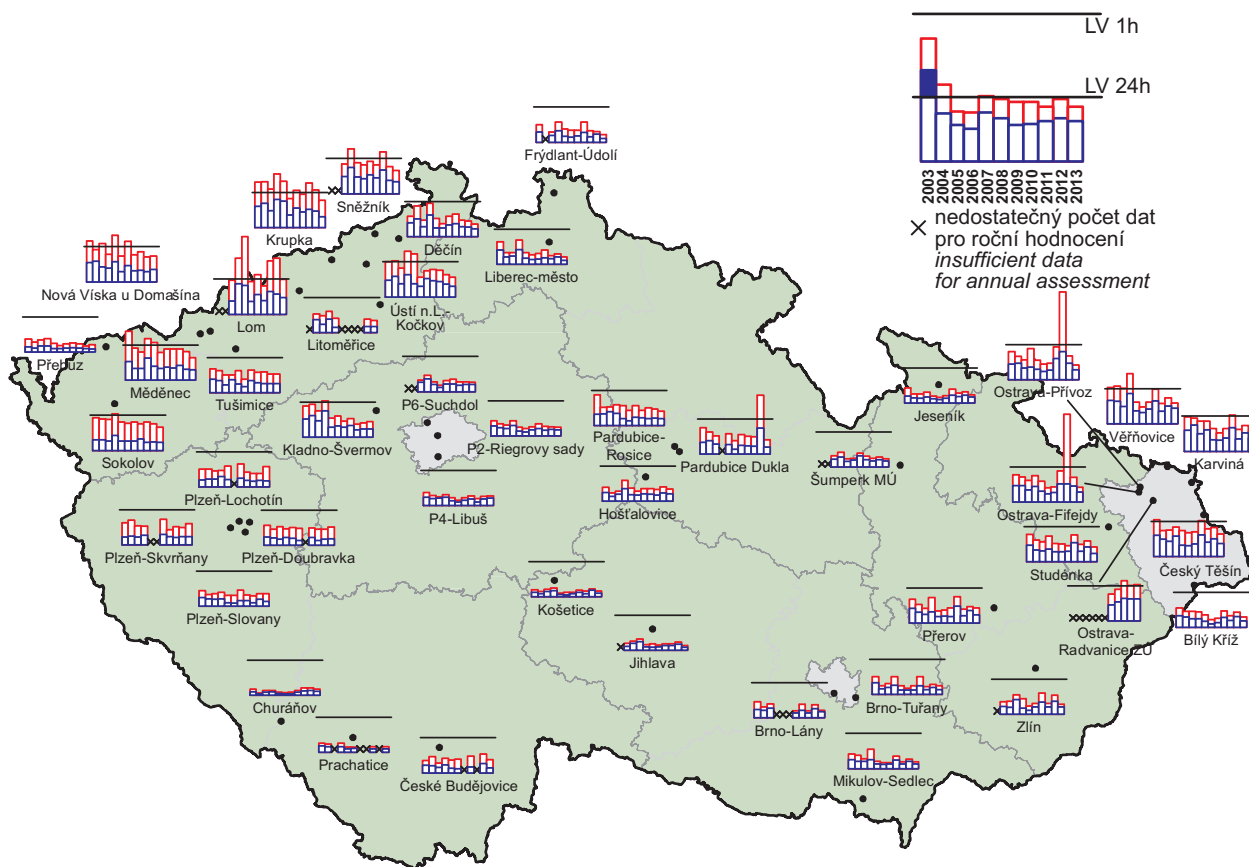 LV 1h
LV 24h
2003
2004
2005
2006
2007
2008
2009
2010
2011
2012
2013
× nedostatečný počet dat
pro roční hodnocení
insufficient data
for annual assessment
Frýdlant-Údolí
Sněžník
Krupka
Děčín
Liberec-město
Nová Víska u Domašína
Lom
Ústí n.L.-
Kočkov
Litoměřice
Přebuz
Měděnec
Tušimice
P6-Suchdol
Jeseník
Ostrava-Přívoz
Věřňovice
Karviná
Sokolov
Kladno-Švermov
P2-Riegrovy sady
Pardubice-
Rosice
Pardubice Dukla
Šumperk MÚ
Plzeň-Lochotín
P4-Libuš
Hošťalovice
Ostrava-Fifejdy
Plzeň-Skvrňany
Plzeň-Doubravka
Studénka
Český Těšín
Plzeň-Slovany
Košetice
Přerov
Ostrava-
Radvanice ZÚ
Bílý Kříž
Jihlava
Churáňov
Brno-Tuřany
Brno-Lány
Zlín
Prachatice
České Budějovice
Mikulov-Sedlec